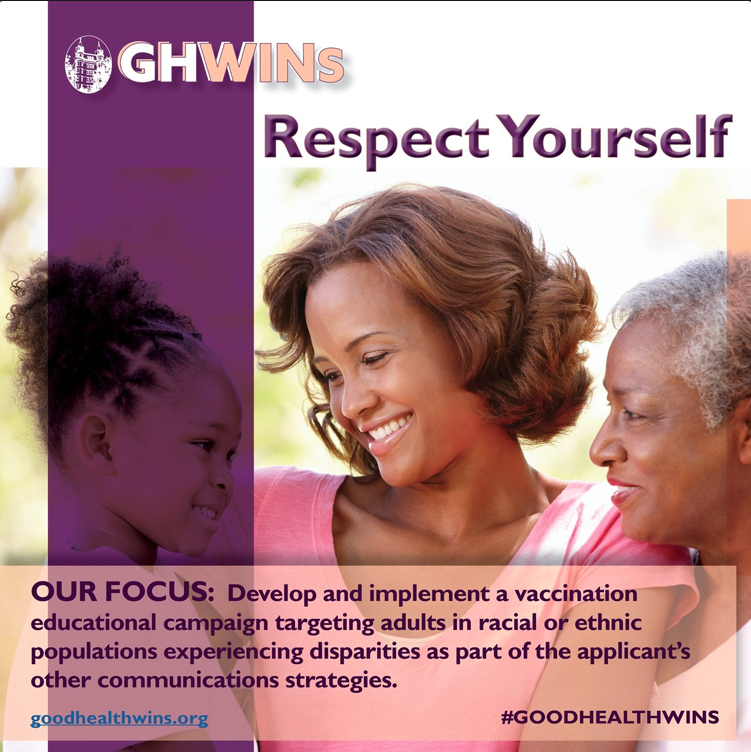 GHWINs
Respect Yourself
OUR FOCUS: Develop and implement a vaccination
educational campaign targeting adults in racial or ethnic
populations experiencing disparities as part of the applicant's
other communications strategies.
goodhealthwins.org
#GOODHEALTHWINS